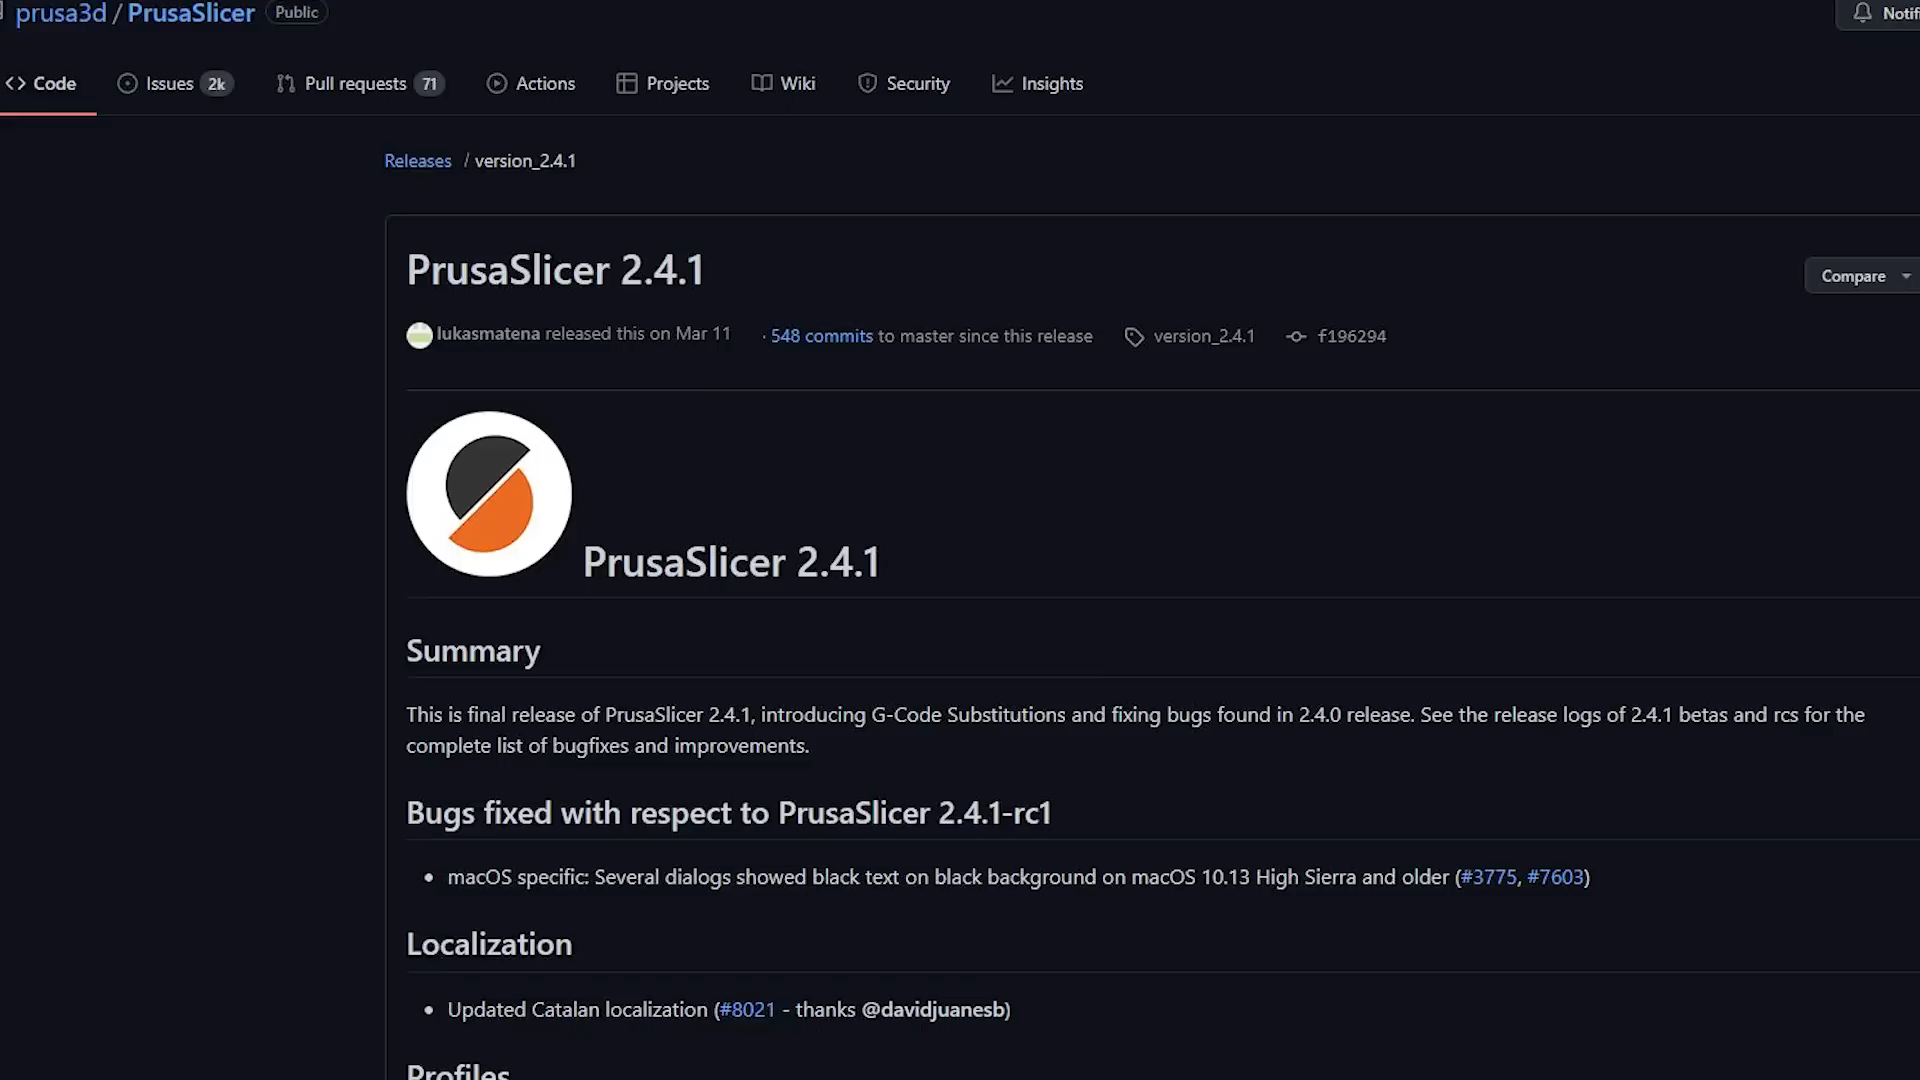 prusa3d / PrusaSlicer Public
Notifi
Code Issues 2k Pull requests 71 Actions Projects Wiki Security Insights
Releases / version_2.4.1
PrusaSlicer 2.4.1
Compare
lukasmatena released this on Mar 11 · 548 commits to master since this release version_2.4.1 f196294
PrusaSlicer 2.4.1
Summary
This is final release of PrusaSlicer 2.4.1, introducing G-Code Substitutions and fixing bugs found in 2.4.0 release. See the release logs of 2.4.1 betas and rcs for the
complete list of bugfixes and improvements.
Bugs fixed with respect to PrusaSlicer 2.4.1-rc1
• macOS specific: Several dialogs showed black text on black background on macOS 10.13 High Sierra and older (#3775, #7603)
Localization
• Updated Catalan localization (#8021 - thanks @davidjuanesb)
Profiles